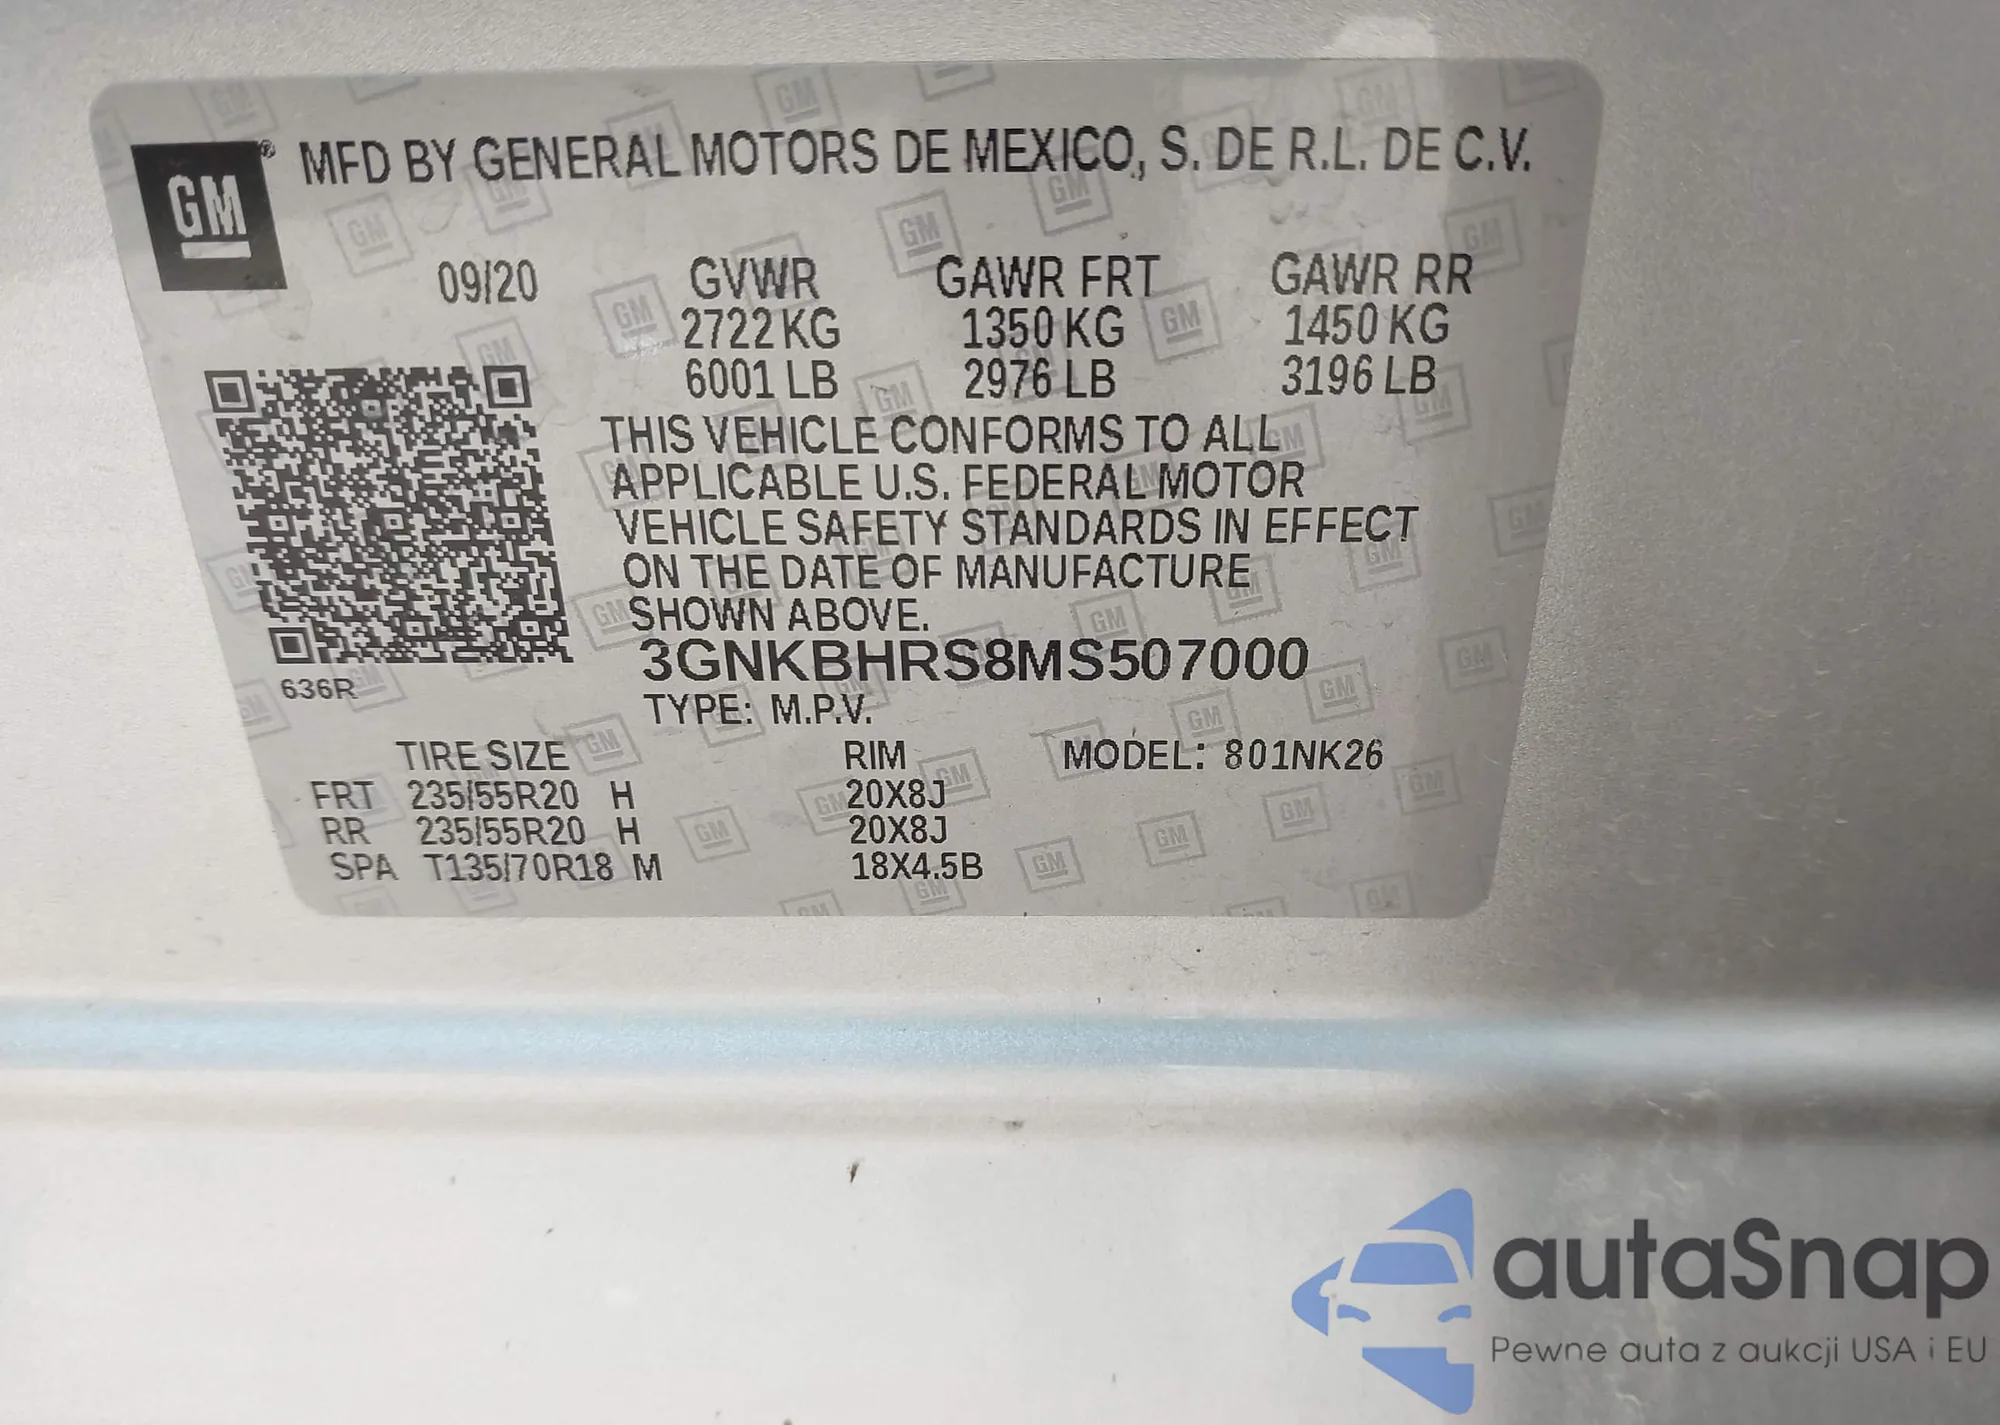 GM® MFD BY GENERAL MOTORS DE MEXICO, S. DE R.L. DE C.V.
09/20 GVWR GAWR FRT GAWR RR
2722 KG 1350 KG 1450 KG
6001 LB 2976 LB 3196 LB
THIS VEHICLE CONFORMS TO ALL
APPLICABLE U.S. FEDERAL MOTOR
VEHICLE SAFETY STANDARDS IN EFFECT
ON THE DATE OF MANUFACTURE
SHOWN ABOVE.
3GNKBHRS8MS507000
636R
TYPE: M.P.V.
TIRE SIZE RIM MODEL: 801NK26
FRT 235/55R20 H 20X8J
RR 235/55R20 H 20X8J
SPA T135/70R18 M 18X4.5B
autaSnap
Pewne auta z aukcji USA i EU